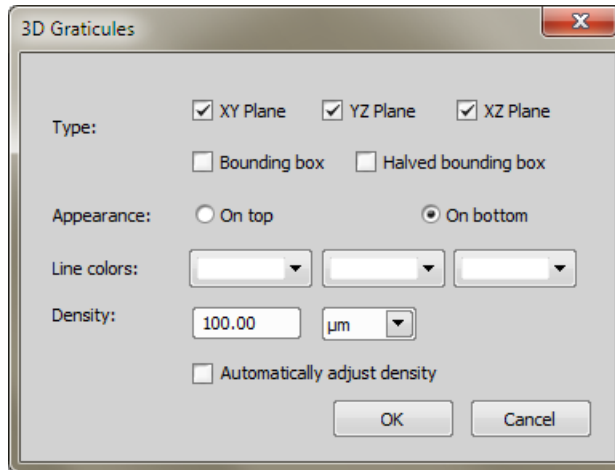 3D Graticules
Type:
XY Plane YZ Plane XZ Plane
Bounding box Halved bounding box
Appearance: On top On bottom
Line colors:
Density: 100.00 µm
Automatically adjust density
OK Cancel